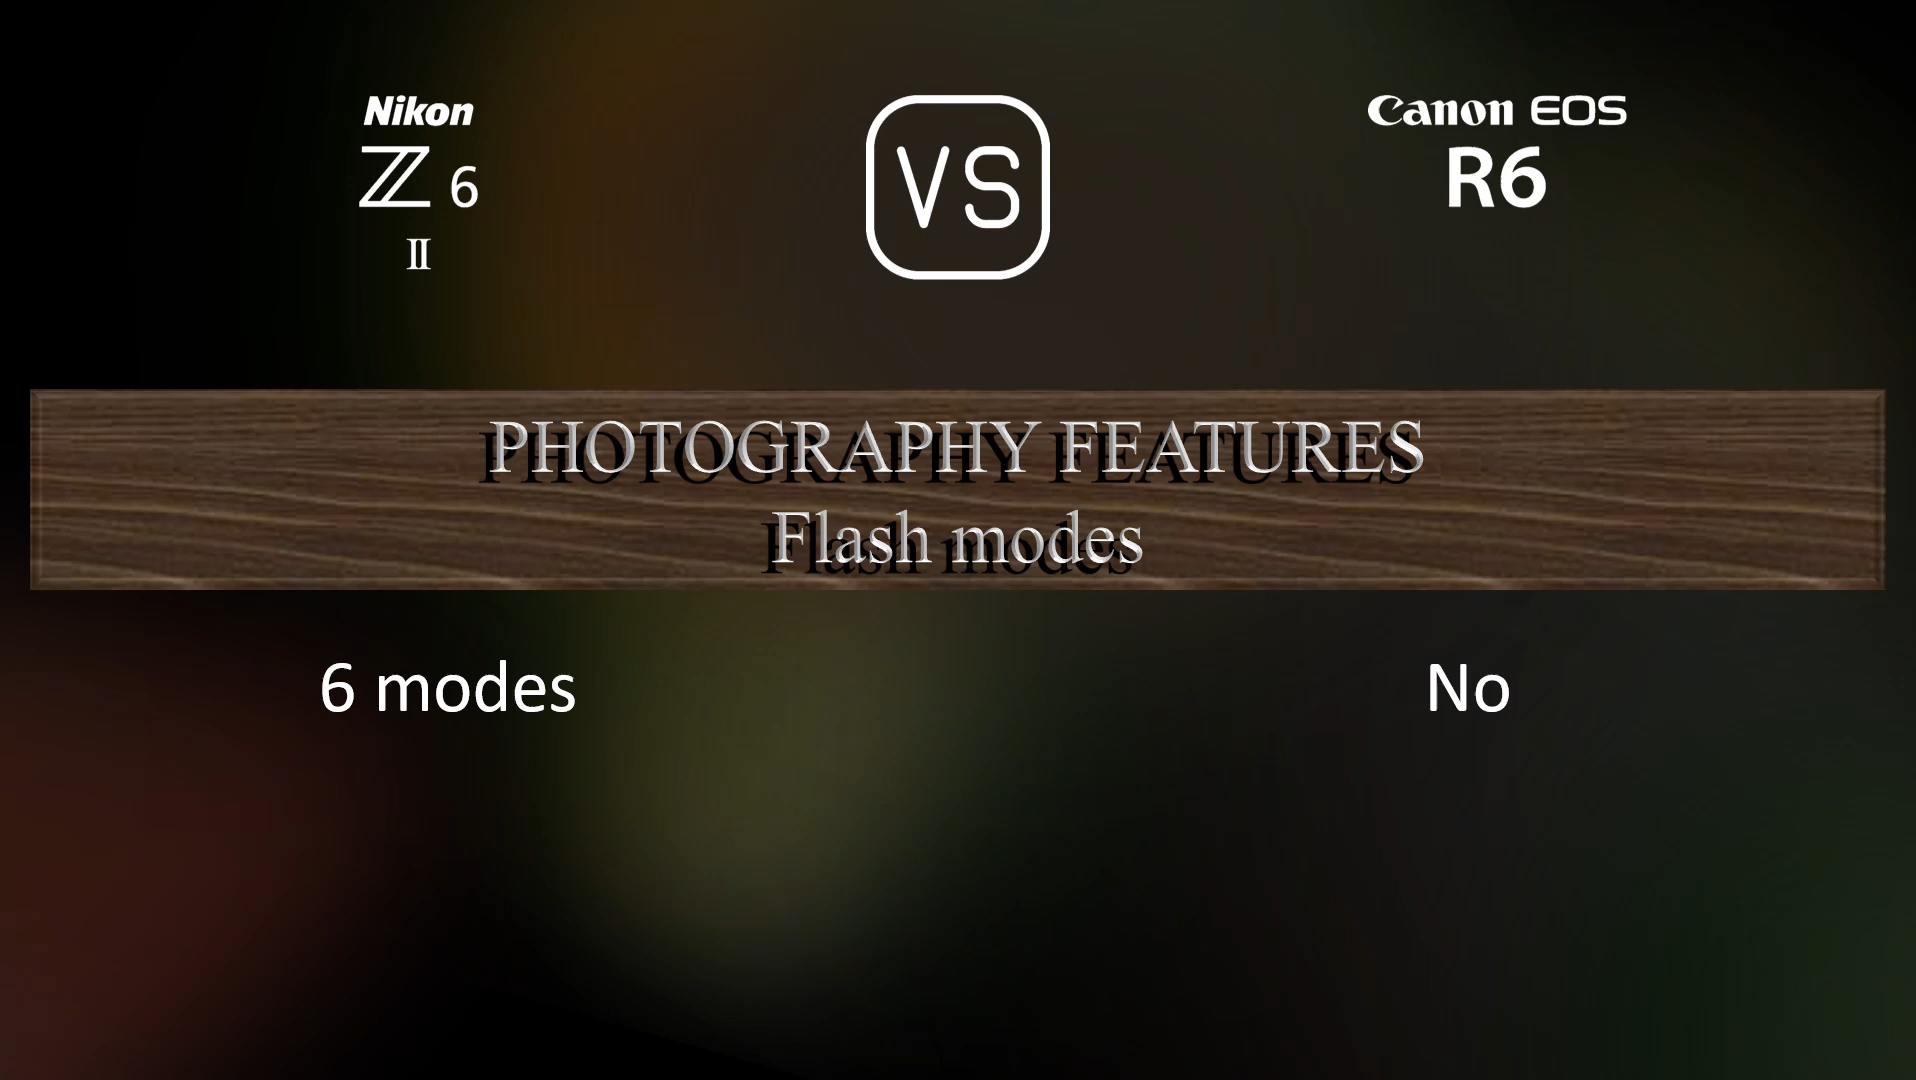 Nikon
Z 6
II
VS
Canon EOS
R6
PHOTOGRAPHY FEATURES
Flash modes
6 modes
No